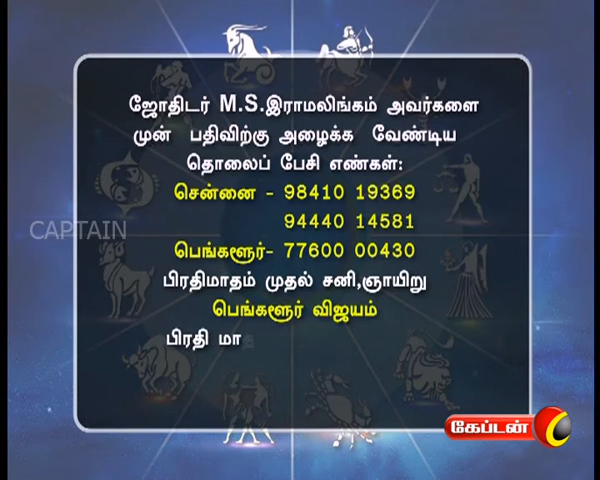 ஜோதிடர் M.S.இராமலிங்கம் அவர்களை
முன் பதிவிற்கு அழைக்க வேண்டிய
தொலைப் பேசி எண்கள்:
சென்னை - 98410 19369
94440 14581
CAPTAIN
பெங்களூர்- 77600 00430
பிரதிமாதம் முதல் சனி,ஞாயிறு
பெங்களூர் விஜயம்
பிரதி மா
கேப்டன்